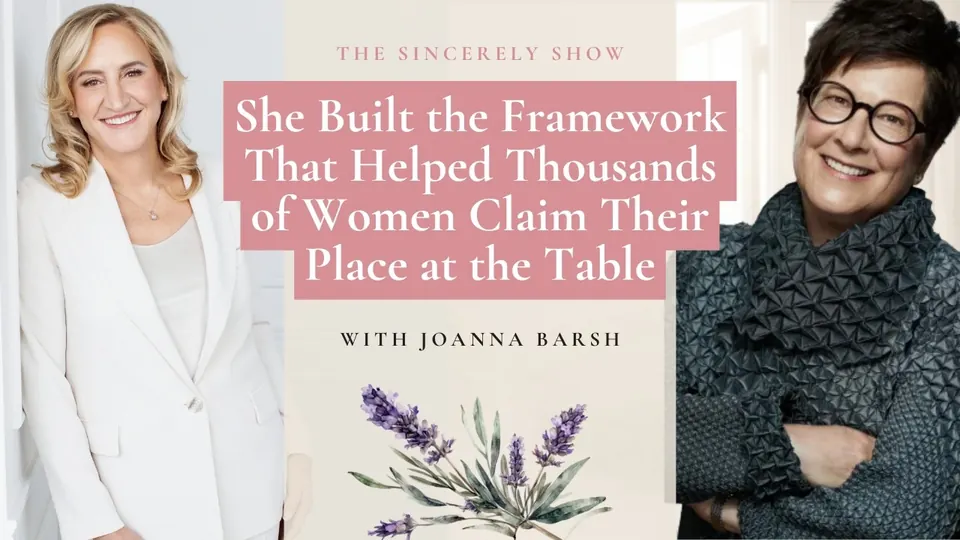 THE SINCERELY SHOW
She Built the Framework
That Helped Thousands
of Women Claim Their
Place at the Table
WITH JOANNA BARSH